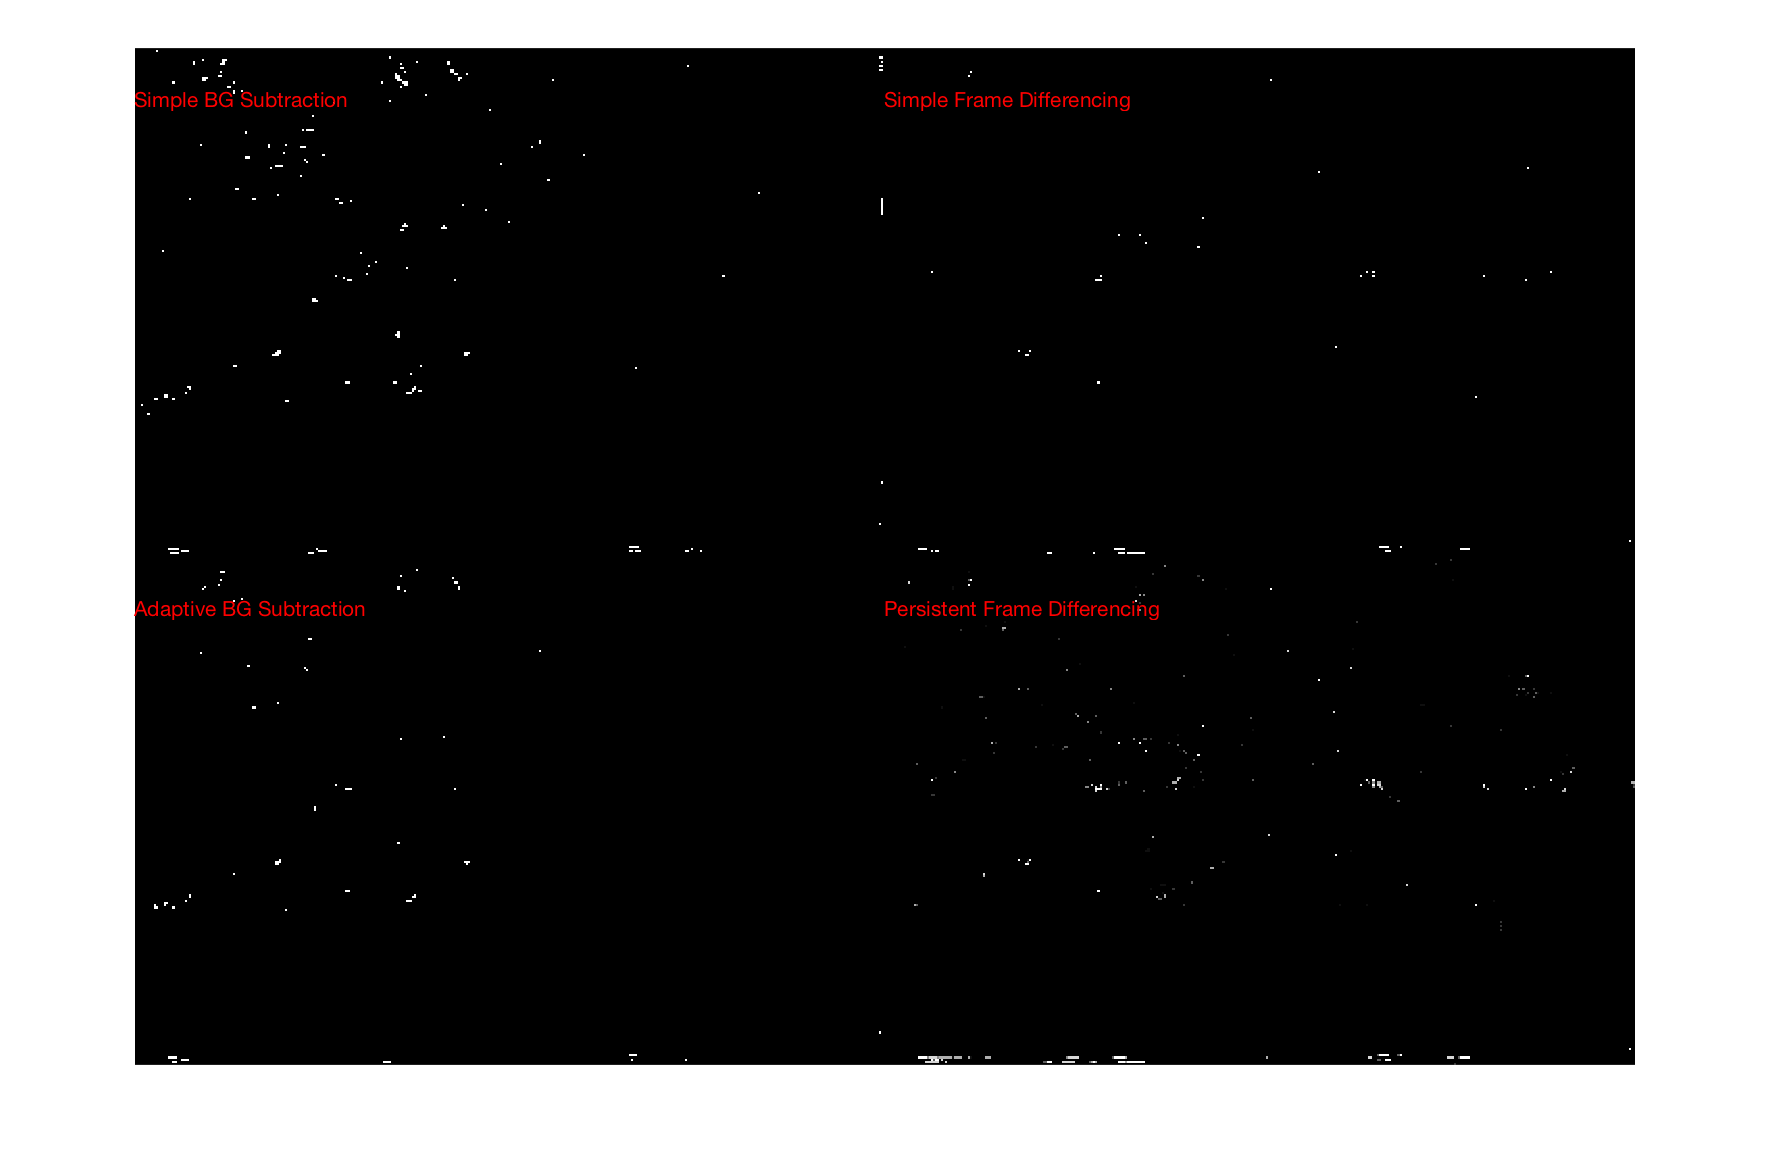 Simple BG Subtraction
Simple Frame Differencing
Adaptive BG Subtraction
Persistent Frame Differencing